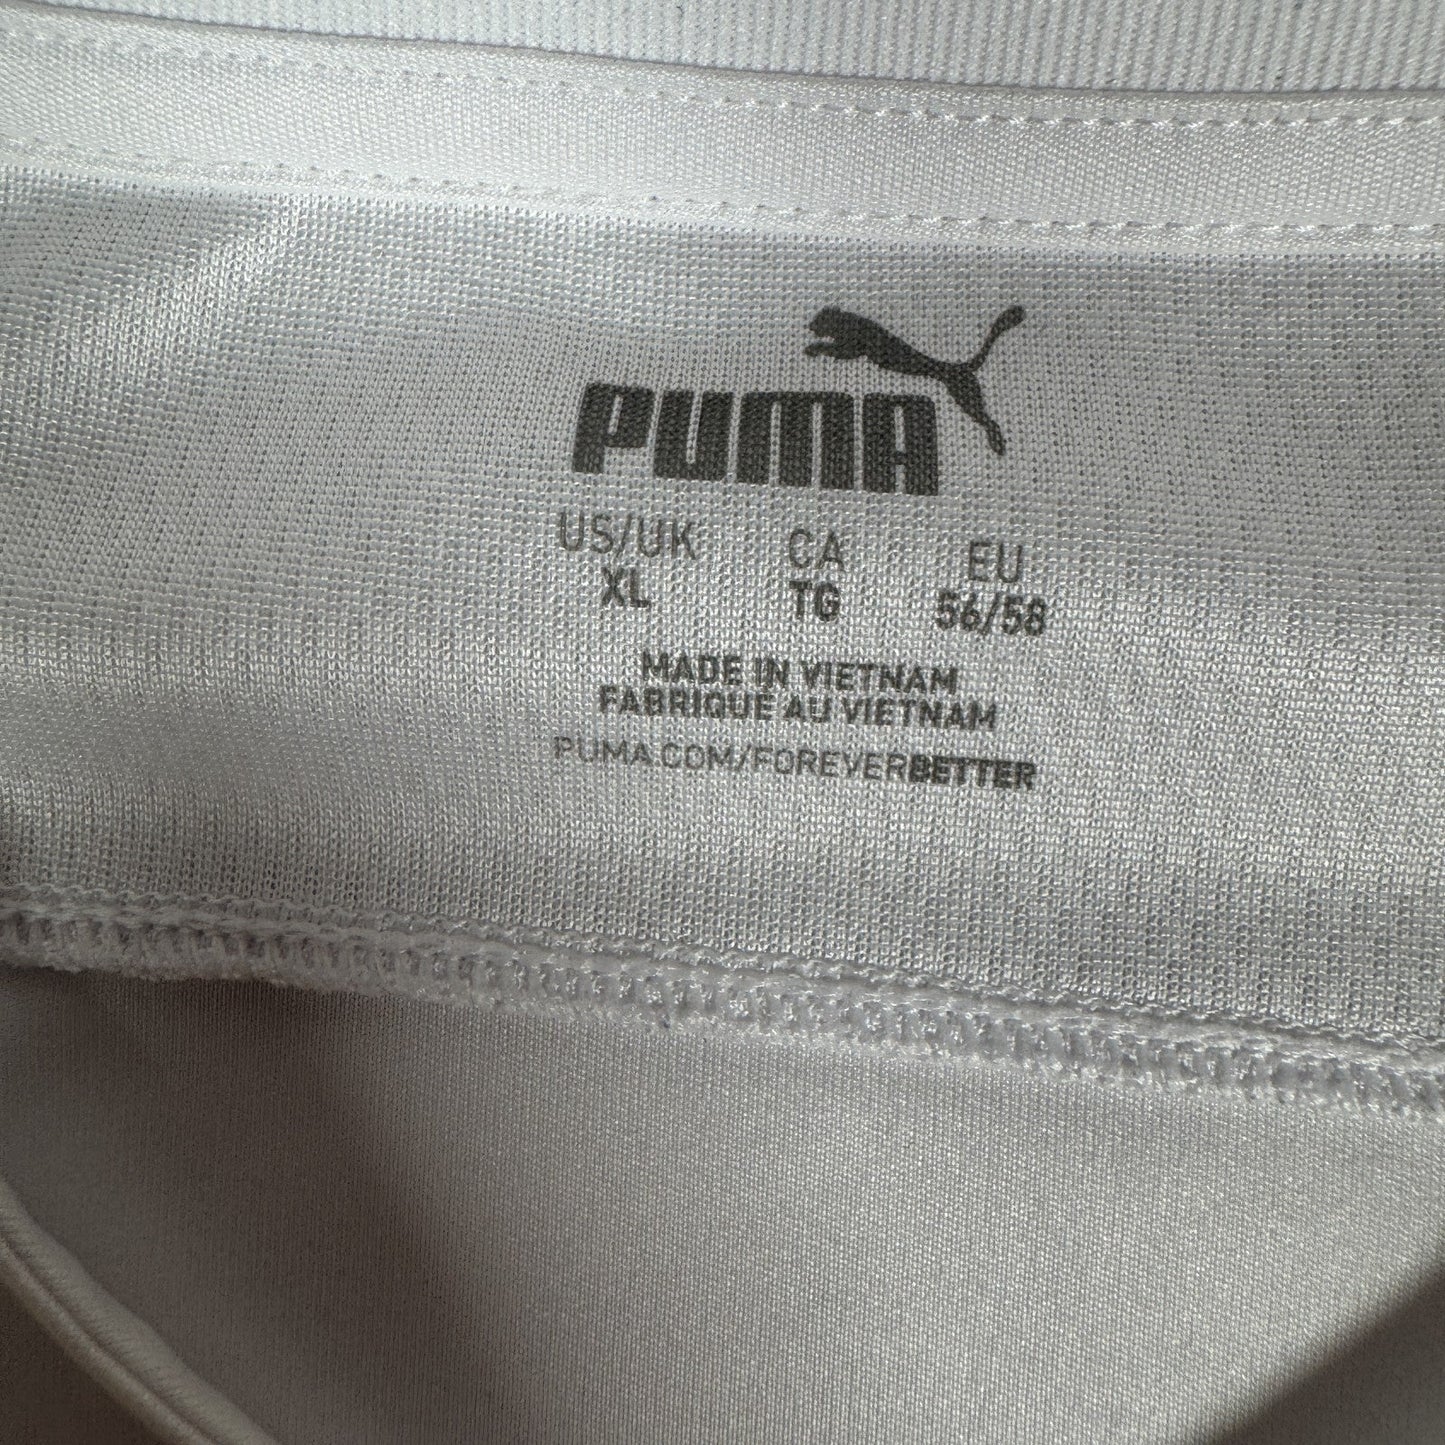 PUMA
US/UK CA EU
XL TG 56/58
MADE IN VIETNAM
FABRIQUE AU VIETNAM
PUMA.COM/FOREVERBETTER